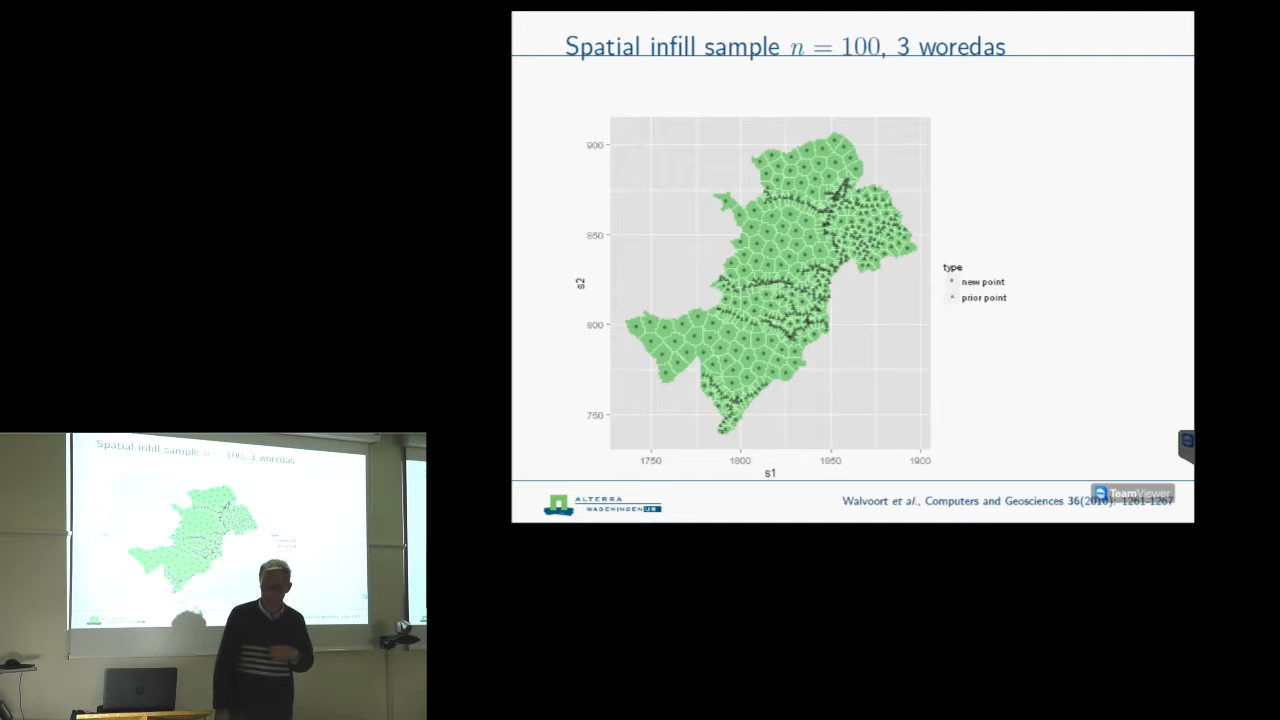 Spatial infill sample n = 100, 3 woredas
900
850
800
750
s2
1750 1800 1850 1900
s1
type
new point
prior point
ALTERRA
WAGENINGEN UR
Walvoort et al., Computers and Geosciences 36(2010) 1261-1267
TeamViewer
Spatial infill sample n = 100, 3 woredas